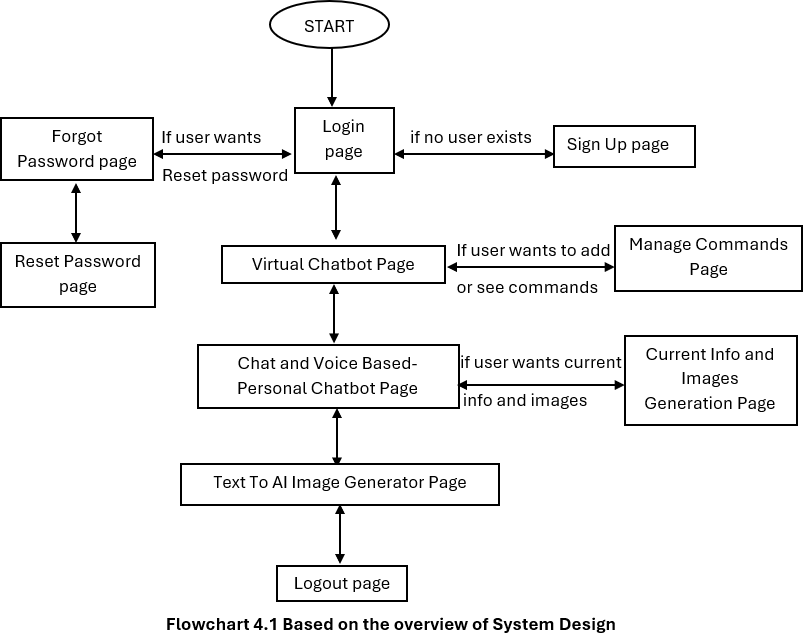 START
Login
page
Forgot
Password page
If user wants
Reset password
if no user exists
Sign Up page
Reset Password
page
Virtual Chatbot Page
If user wants to add
or see commands
Manage Commands
Page
Chat and Voice Based-
Personal Chatbot Page
if user wants current
info and images
Current Info and
Images
Generation Page
Text To AI Image Generator Page
Logout page
Flowchart 4.1 Based on the overview of System Design